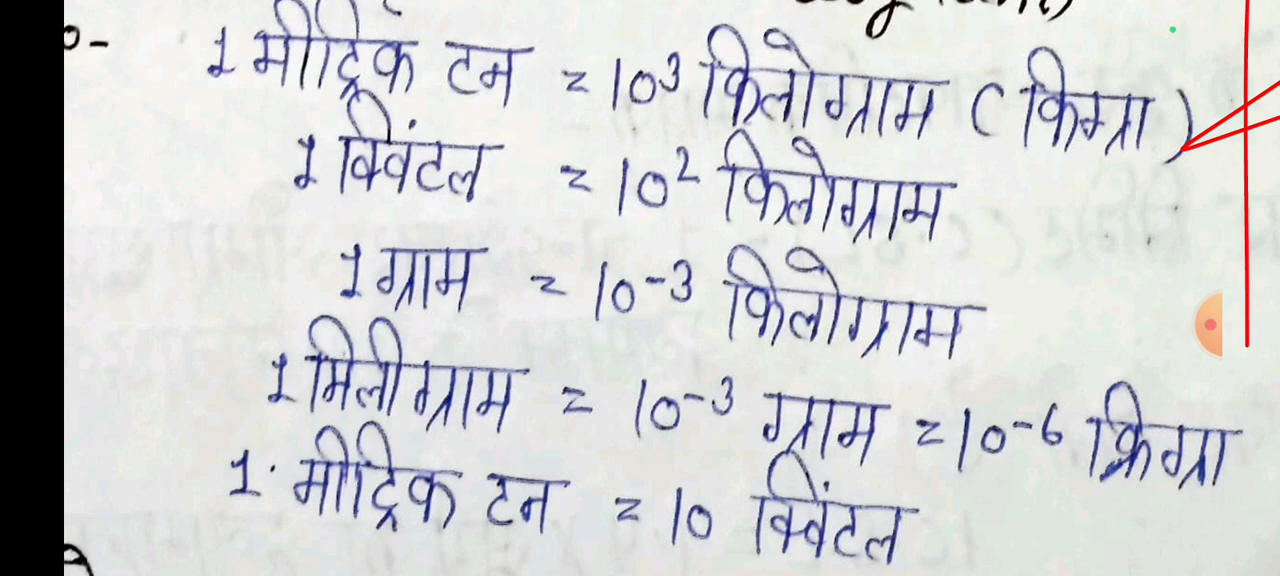 1 मीट्रिक टन = 10³ किलोग्राम ( किग्रा )
1 क्विंटल = 10² किलोग्राम
1 ग्राम = 10⁻³ किलोग्राम
1 मिलीग्राम = 10⁻³ ग्राम = 10⁻⁶ किग्रा
1. मीट्रिक टन = 10 क्विंटल